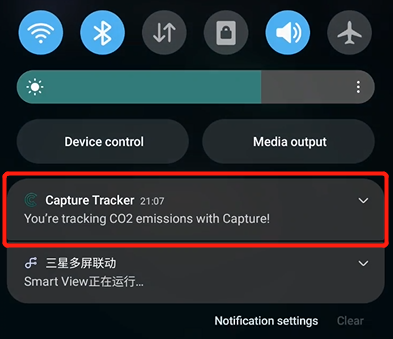 Device control
Media output
Capture Tracker 21:07
You're tracking CO2 emissions with Capture!
三星多屏联动
Smart View正在运行...
Notification settings Clear